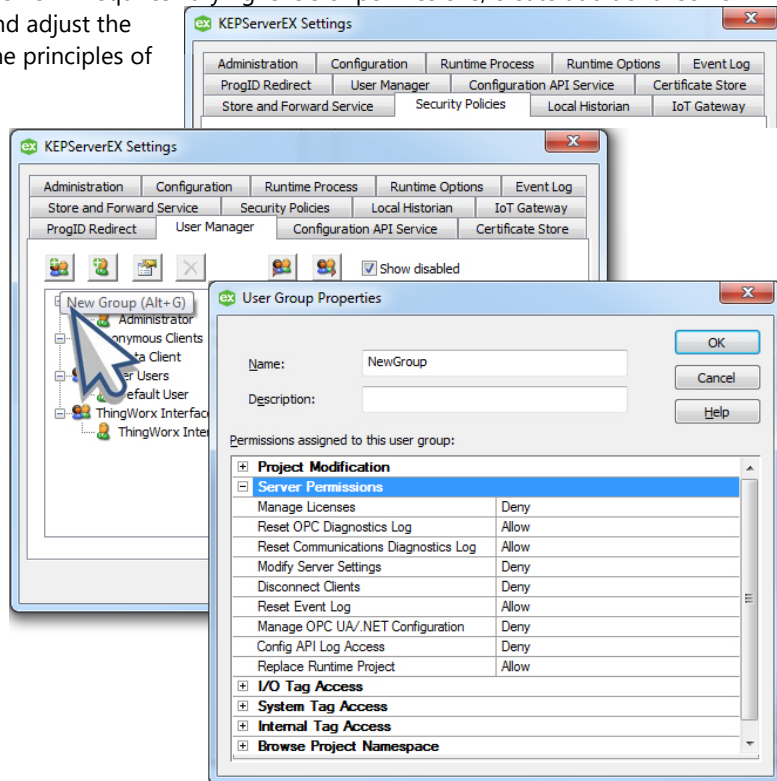 nd adjust the
e principles of
KEPServerEX Settings
Administration Configuration Runtime Process Runtime Options Event Log
ProgID Redirect User Manager Configuration API Service Certificate Store
Store and Forward Service Security Policies Local Historian IoT Gateway
KEPServerEX Settings
Administration Configuration Runtime Process Runtime Options Event Log
Store and Forward Service Security Policies Local Historian IoT Gateway
ProgID Redirect User Manager Configuration API Service Certificate Store
Show disabled
New Group (Alt+G)
Administrator
onymous Clients
ta Client
er Users
efault User
ThingWorx Interface
ThingWorx Inter
User Group Properties
Name: NewGroup
Description:
OK
Cancel
Help
Permissions assigned to this user group:
Project Modification
Server Permissions
Manage Licenses Deny
Reset OPC Diagnostics Log Allow
Reset Communications Diagnostics Log Allow
Modify Server Settings Deny
Disconnect Clients Deny
Reset Event Log Allow
Manage OPC UA/.NET Configuration Deny
Config API Log Access Deny
Replace Runtime Project Allow
I/O Tag Access
System Tag Access
Internal Tag Access
Browse Project Namespace